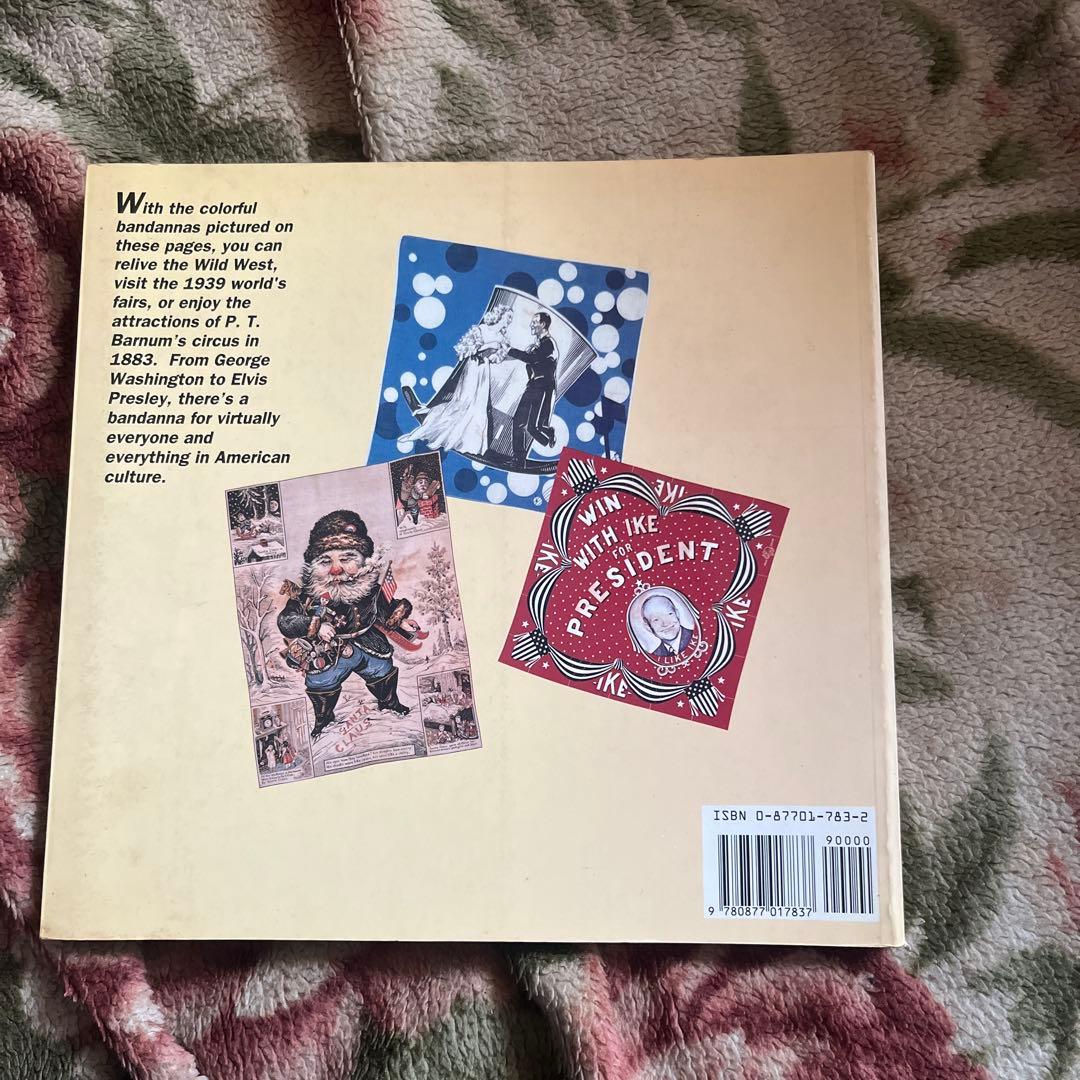 With the colorful
bandannas pictured on
these pages, you can
relive the Wild West,
visit the 1939 world's
fairs, or enjoy the
attractions of P. T.
Barnum's circus in
1883. From George
Washington to Elvis
Presley, there's a
bandanna for virtually
everyone and
everything in American
culture.
IKE
IKE
WIN
WITH IKE
FOR
PRESIDENT
IKE
IKE
I LIKE IKE
IKE
SANTA
CLAUS
ISBN 0-87701-783-2
90000
9 780877 017837